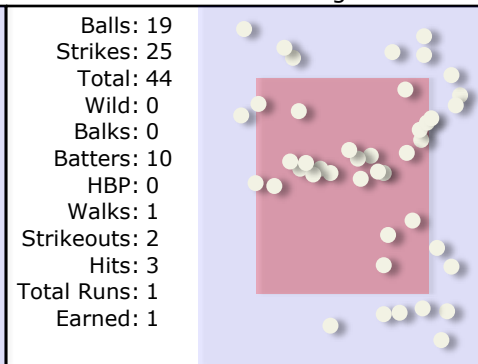 Balls: 19
Strikes: 25
Total: 44
Wild: 0
Balks: 0
Batters: 10
HBP: 0
Walks: 1
Strikeouts: 2
Hits: 3
Total Runs: 1
Earned: 1